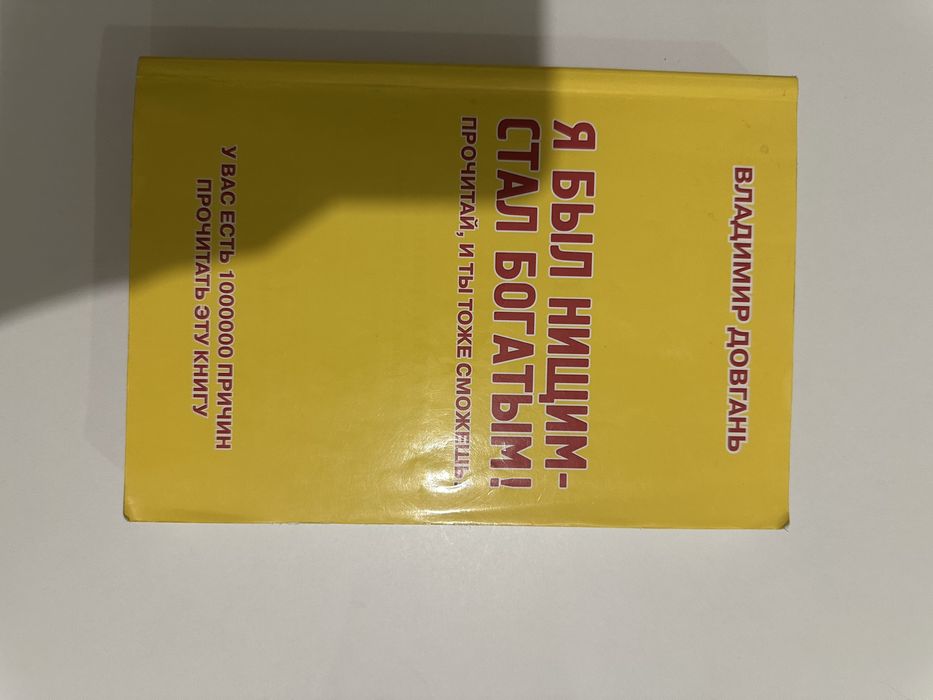 ВЛАДИМИР ДОВГАНЬ
Я БЫЛ НИЩИМ-
СТАЛ БОГАТЫМ!
ПРОЧИТАЙ, И ТЫ ТОЖЕ СМОЖЕШЬ.
У ВАС ЕСТЬ 1000000 ПРИЧИН
ПРОЧИТАТЬ ЭТУ КНИГУ